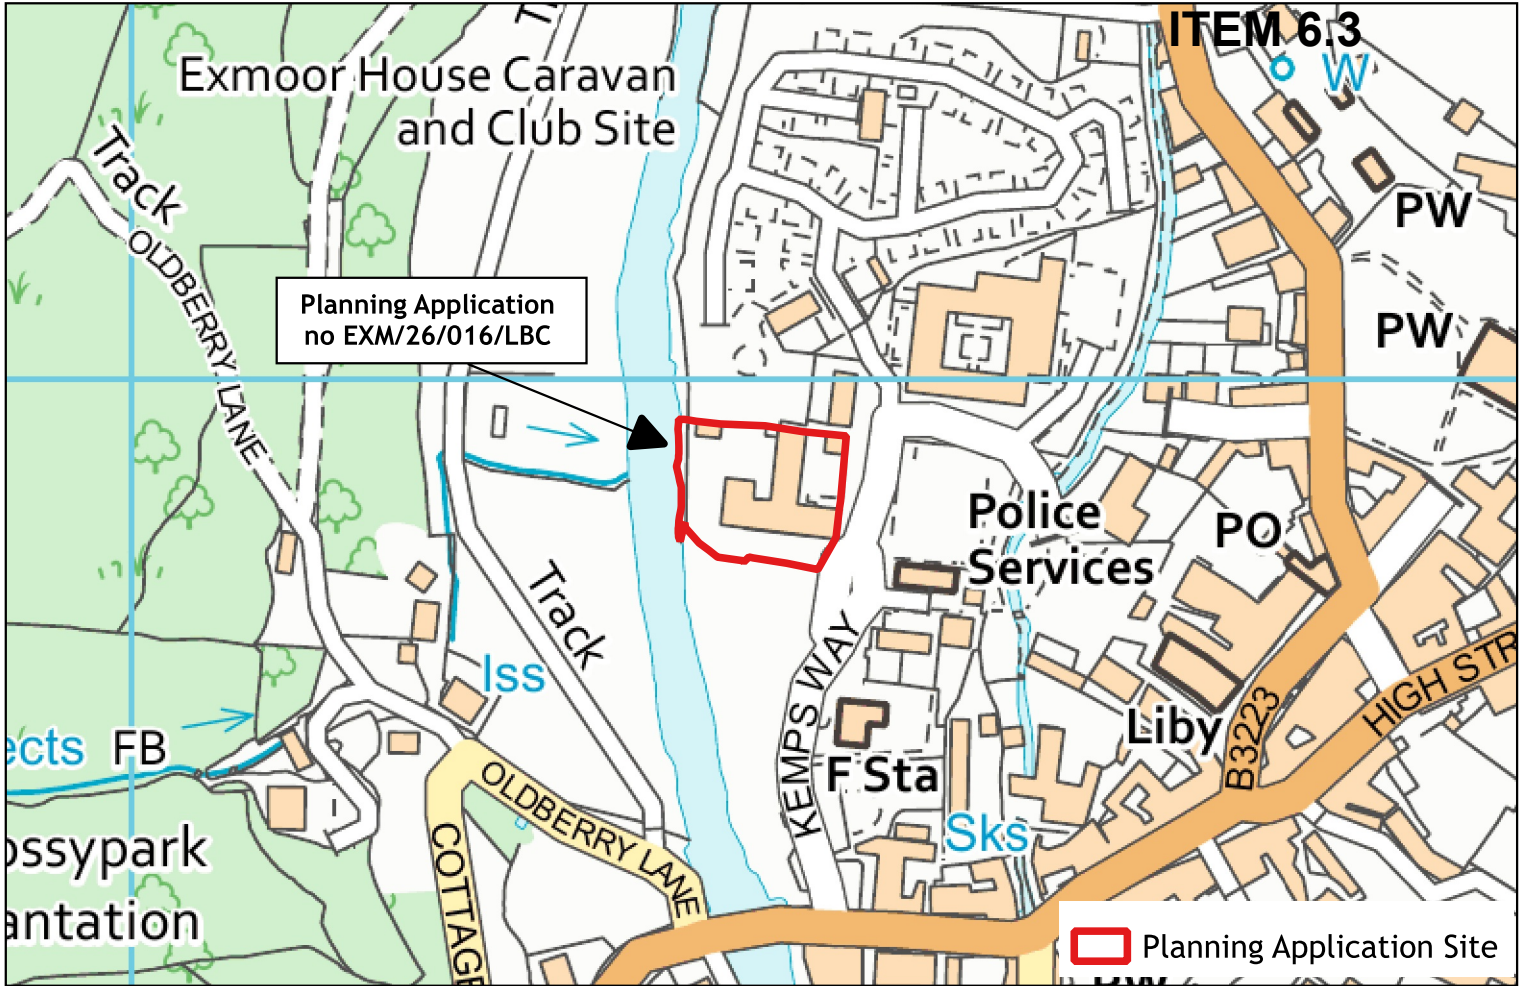 ITEM 6.3
W
Exmoor House Caravan
and Club Site
Track
OLDBERRY LANE
PW
PW
Planning Application
no EXM/26/016/LBC
Police
Services
PO
Track
Iss
KEMPS WAY
Liby
B3223
HIGH STR
ects FB
F Sta
OLDBERRY LANE
Sks
ossypark
antation
COTTAGE
Planning Application Site